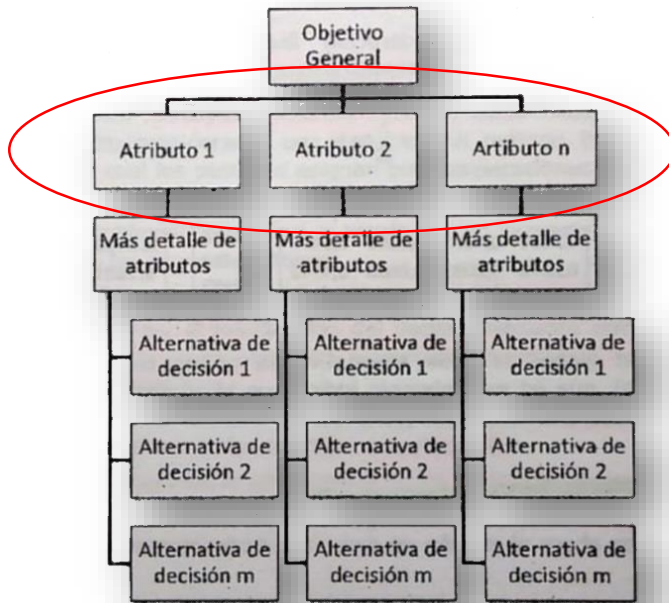 Objetivo
General
Atributo 1
Atributo 2
Artibuto n
Más detalle de
atributos
Más detalle de
atributos
Más detalle de
atributos
Alternativa de
decisión 1
Alternativa de
decisión 1
Alternativa de
decisión 1
Alternativa de
decisión 2
Alternativa de
decisión 2
Alternativa de
decisión 2
Alternativa de
decisión m
Alternativa de
decisión m
Alternativa de
decisión m